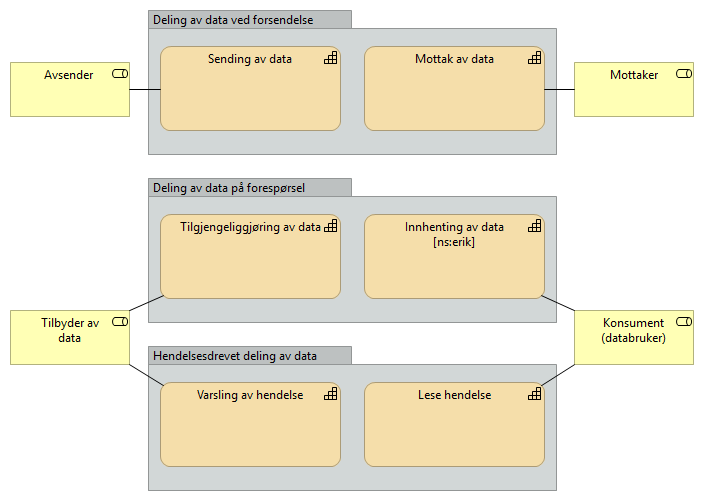 Deling av data ved forsendelse
Avsender
Sending av data
Mottak av data
Mottaker
Deling av data på forespørsel
Tilgjengeliggjøring av data
Innhenting av data
[ns:erik]
Tilbyder av
data
Konsument
(databruker)
Hendelsesdrevet deling av data
Varsling av hendelse
Lese hendelse